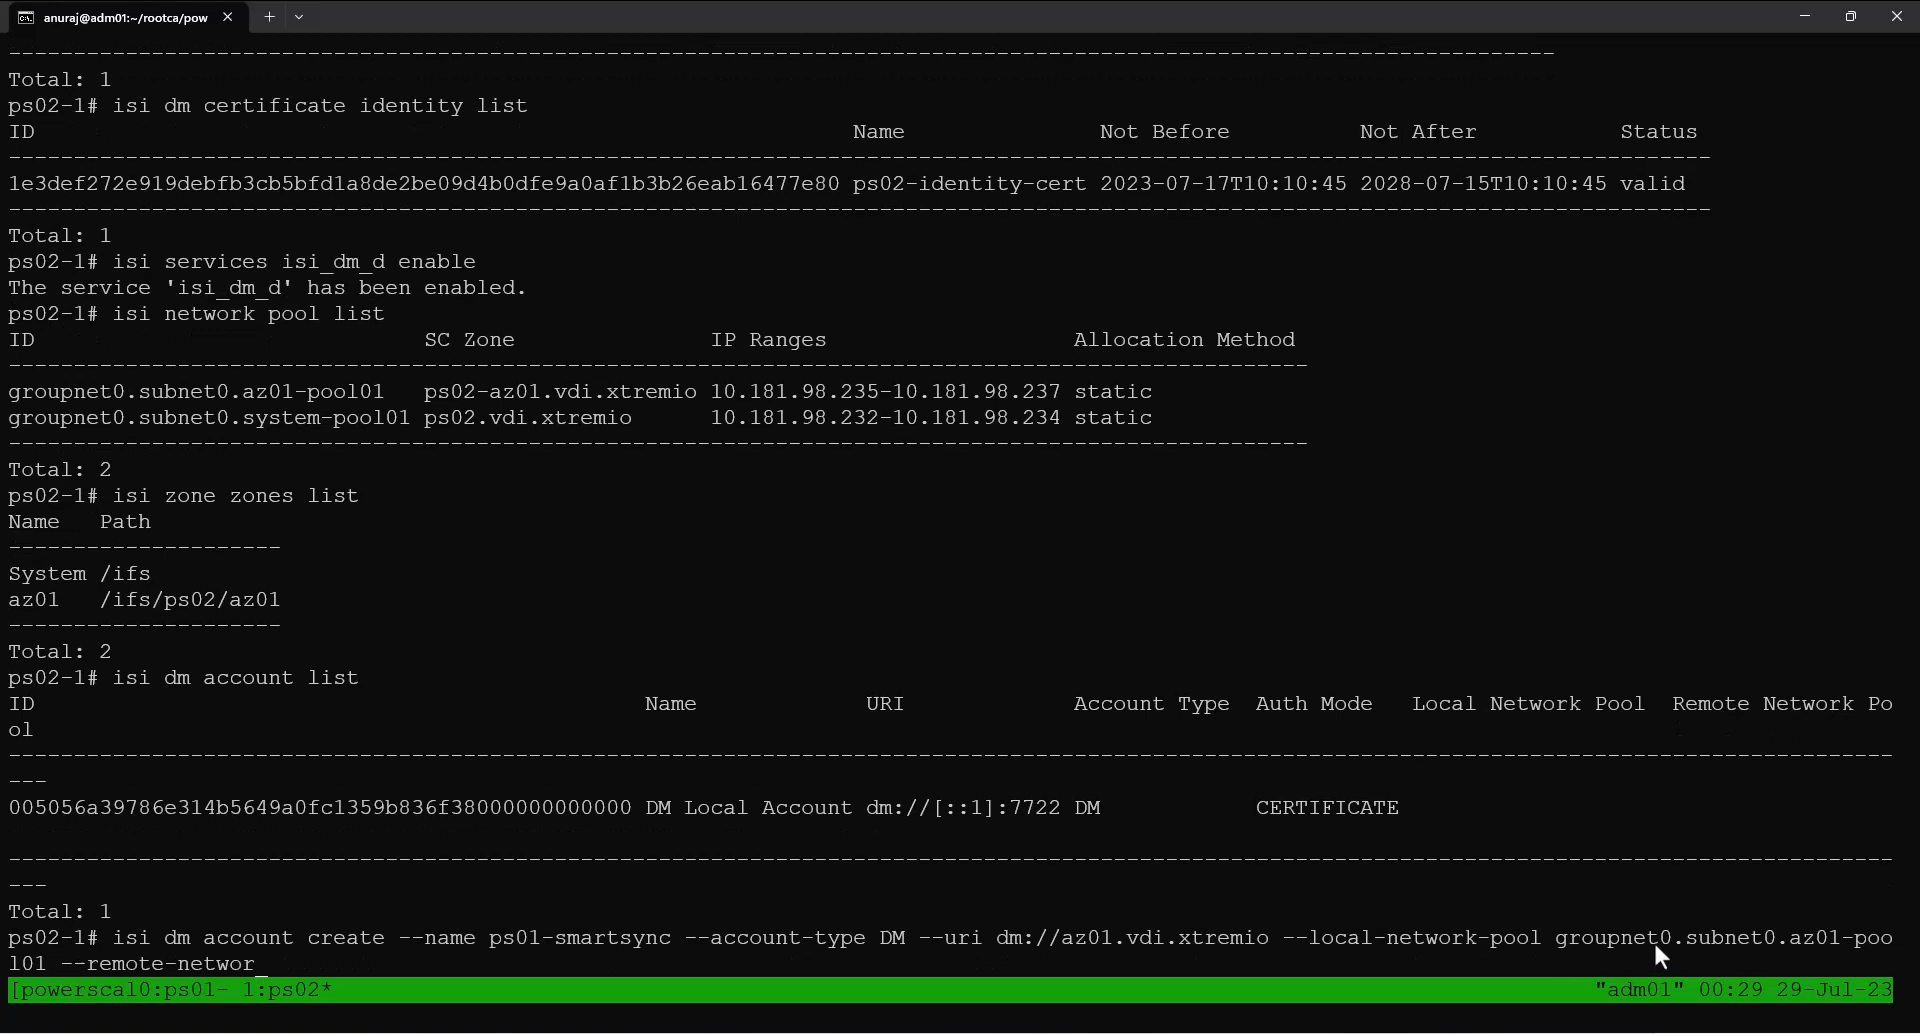 anuraj@adm01:~/rootca/pow
-----------------------------------------------------------------------------------------------------------------------
Total: 1
ps02-1# isi dm certificate identity list
ID Name Not Before Not After Status
-----------------------------------------------------------------------------------------------------------------------------------
1e3def272e919debfb3cb5bfd1a8de2be09d4b0dfe9a0af1b3b26eab16477e80 ps02-identity-cert 2023-07-17T10:10:45 2028-07-15T10:10:45 valid
-----------------------------------------------------------------------------------------------------------------------------------
Total: 1
ps02-1# isi services isi_dm_d enable
The service 'isi_dm_d' has been enabled.
ps02-1# isi network pool list
ID SC Zone IP Ranges Allocation Method
----------------------------------------------------------------------------------------------------
groupnet0.subnet0.az01-pool01 ps02-az01.vdi.xtremio 10.181.98.235-10.181.98.237 static
groupnet0.subnet0.system-pool01 ps02.vdi.xtremio 10.181.98.232-10.181.98.234 static
----------------------------------------------------------------------------------------------------
Total: 2
ps02-1# isi zone zones list
Name Path
---------------------
System /ifs
az01 /ifs/ps02/az01
---------------------
Total: 2
ps02-1# isi dm account list
ID Name URI Account Type Auth Mode Local Network Pool Remote Network Po
ol
-------------------------------------------------------------------------------------------------------------------------------------------------
---
005056a39786e314b5649a0fc1359b836f38000000000000 DM Local Account dm://[::1]:7722 DM CERTIFICATE
-------------------------------------------------------------------------------------------------------------------------------------------------
---
Total: 1
ps02-1# isi dm account create --name ps01-smartsync --account-type DM --uri dm://az01.vdi.xtremio --local-network-pool groupnet0.subnet0.az01-poo
l01 --remote-networ_
[powerscal0:ps01- 1:ps02* "adm01" 00:29 29-Jul-23